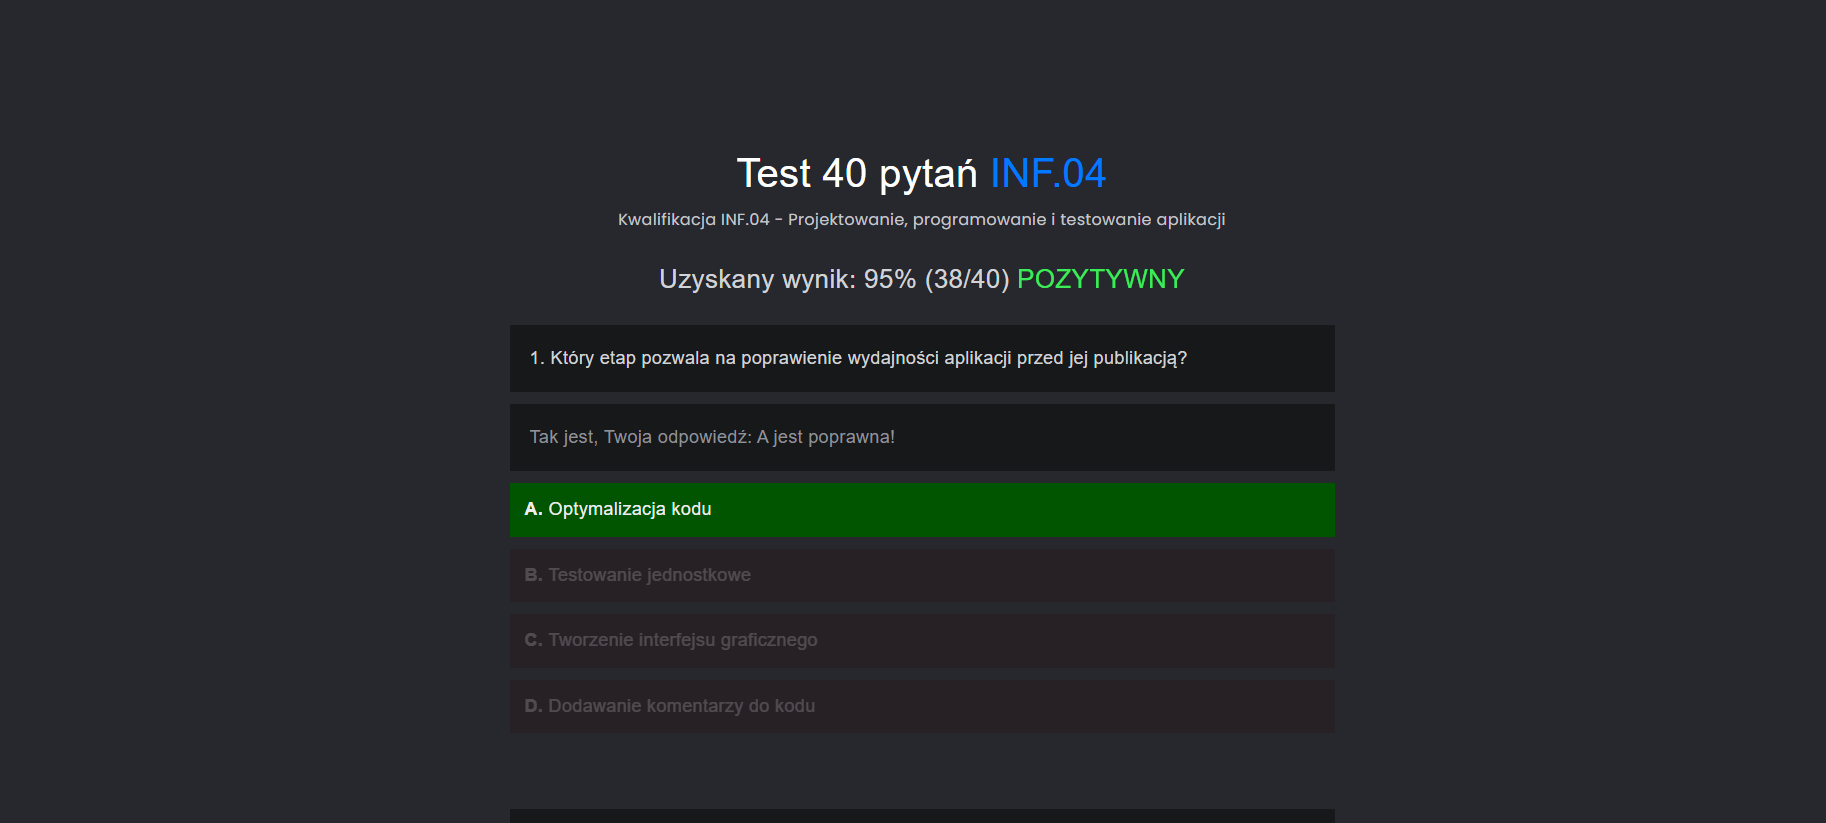 Test 40 pytań INF.04
Kwalifikacja INF.04 - Projektowanie, programowanie i testowanie aplikacji
Uzyskany wynik: 95% (38/40) POZYTYWNY
1. Który etap pozwala na poprawienie wydajności aplikacji przed jej publikacją?
Tak jest, Twoja odpowiedź: A jest poprawna!
A. Optymalizacja kodu
B. Testowanie jednostkowe
C. Tworzenie interfejsu graficznego
D. Dodawanie komentarzy do kodu